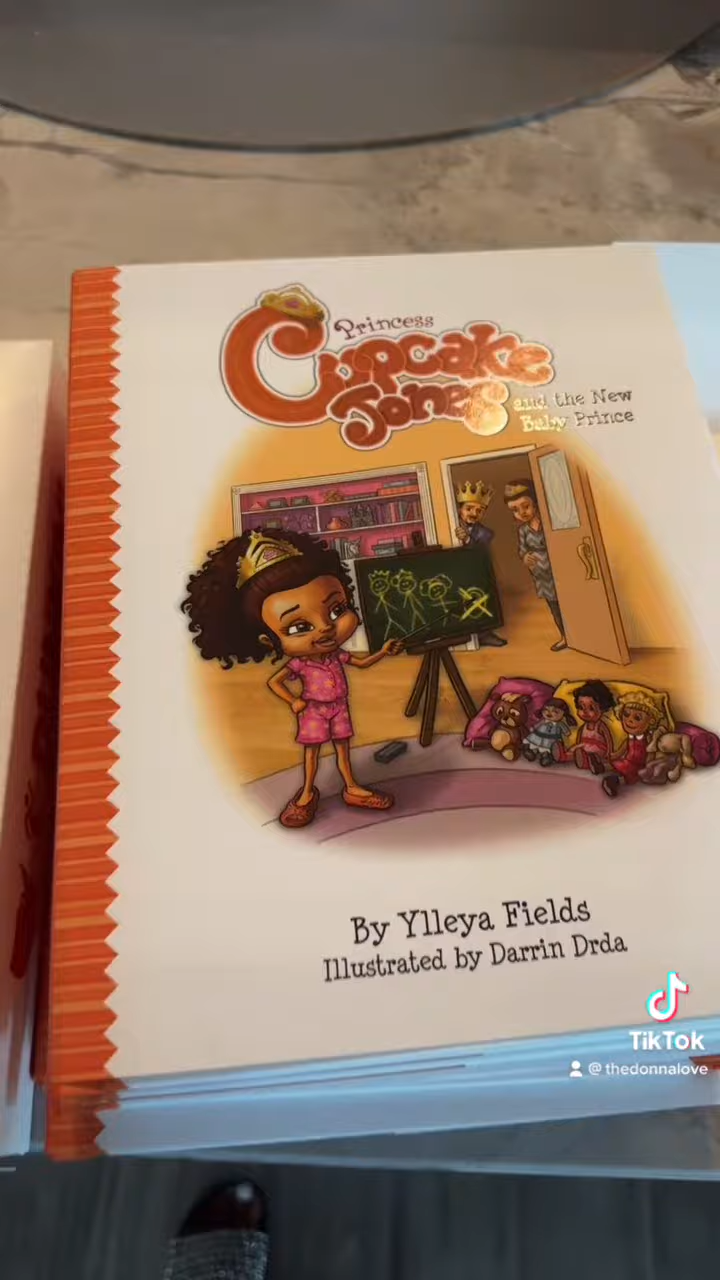 Princess
Cupcake
Jones
and the New
Baby Prince
By Ylleya Fields
Illustrated by Darrin Drda
TikTok
@thedonnalove